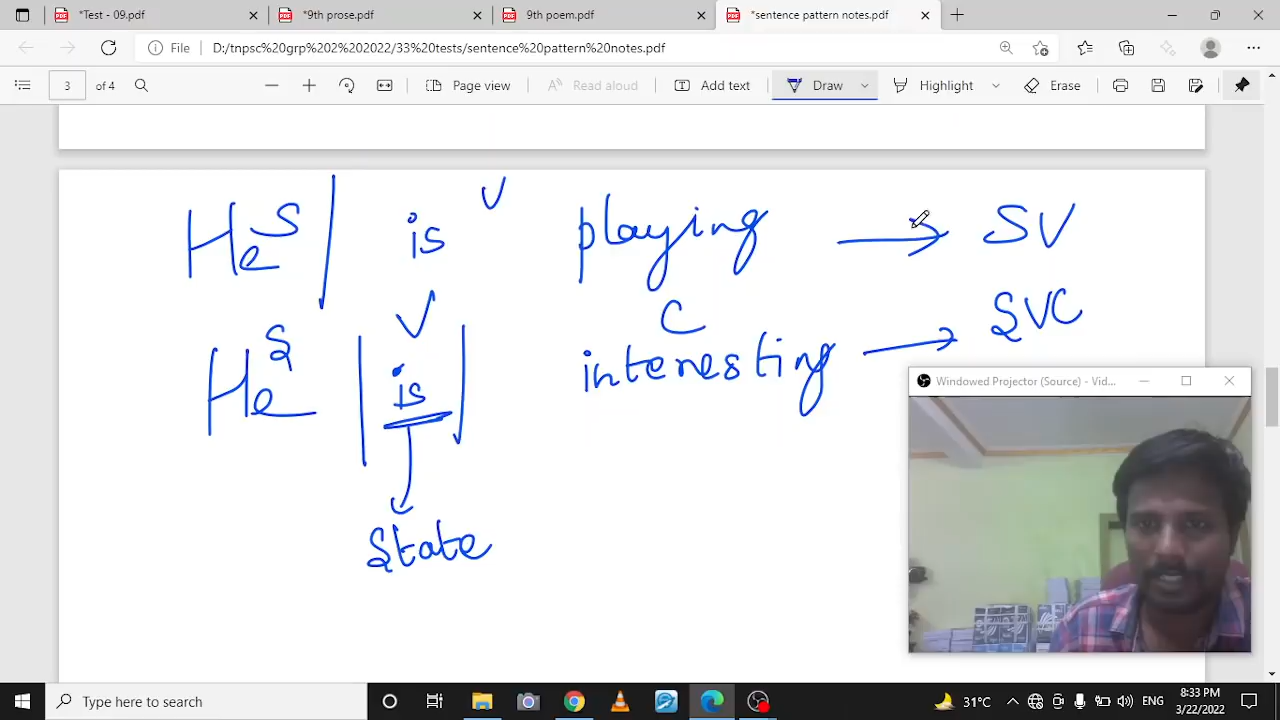 *Test - 09.pdf *9th prose.pdf 9th poem.pdf *sentence pattern notes.pdf
File D:/tnpsc%20grp%202%202022/33%20tests/sentence%20pattern%20notes.pdf
3 of 4 Page view Read aloud Add text Draw Highlight Erase
S V
He is playing → SV
S V C
He is interesting → SVC
State
Windowed Projector (Source) - Vid...
Type here to search 31°C ENG 8:33 PM
3/22/2022